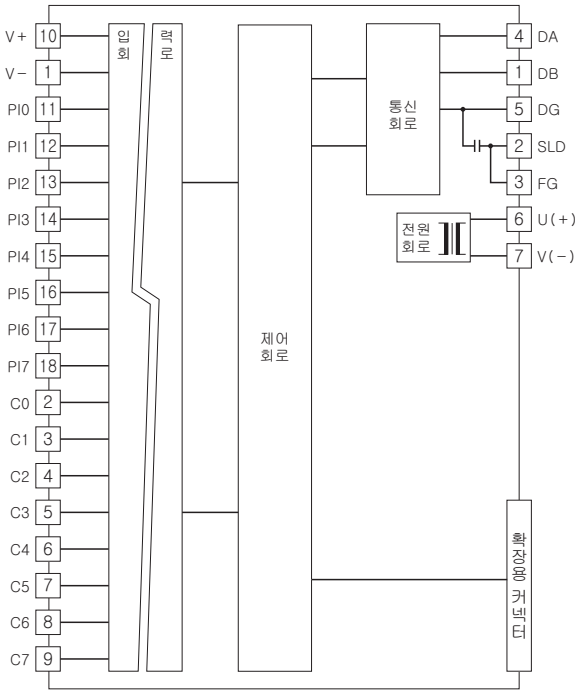 V+ 10
V- 1
PI0 11
PI1 12
PI2 13
PI3 14
PI4 15
PI5 16
PI6 17
PI7 18
C0 2
C1 3
C2 4
C3 5
C4 6
C5 7
C6 8
C7 9
입 력
회 로
제어
회로
통신
회로
전원
회로
4 DA
1 DB
5 DG
2 SLD
3 FG
6 U(+)
7 V(-)
확장용 커넥터